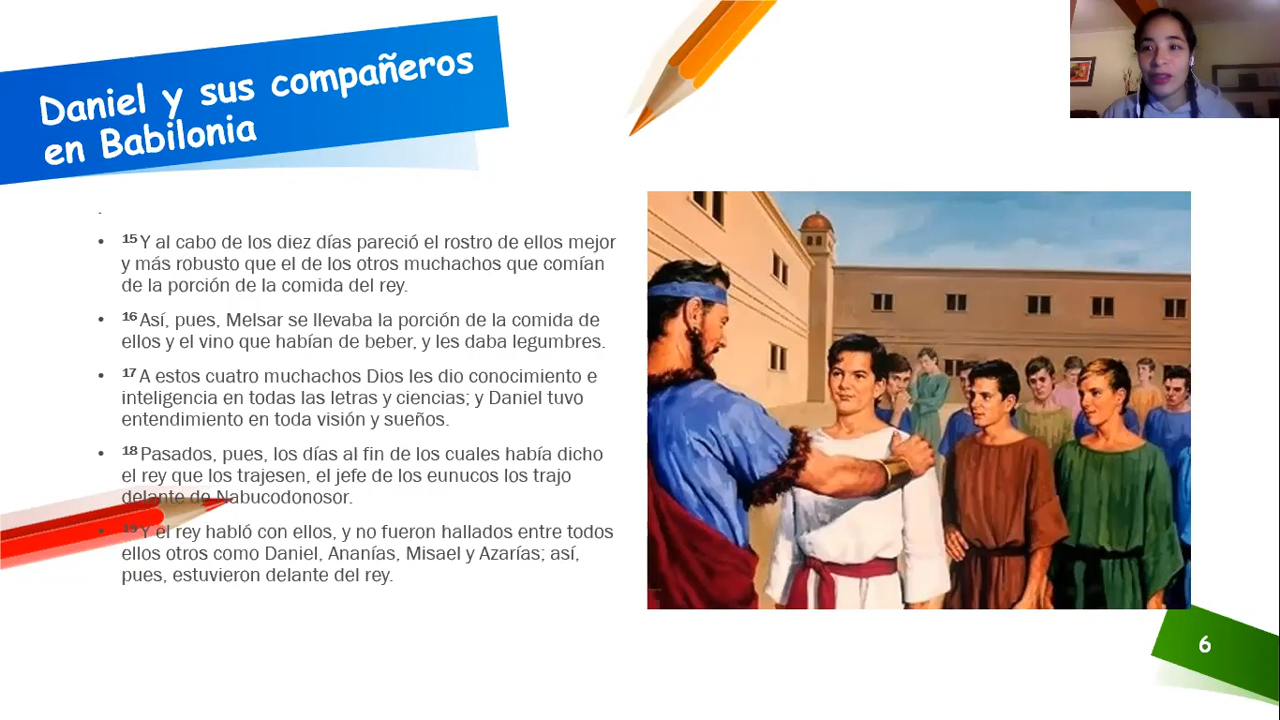 Daniel y sus compañeros
en Babilonia
.
• 15 Y al cabo de los diez días pareció el rostro de ellos mejor
y más robusto que el de los otros muchachos que comían
de la porción de la comida del rey.
• 16 Así, pues, Melsar se llevaba la porción de la comida de
ellos y el vino que habían de beber, y les daba legumbres.
• 17 A estos cuatro muchachos Dios les dio conocimiento e
inteligencia en todas las letras y ciencias; y Daniel tuvo
entendimiento en toda visión y sueños.
• 18 Pasados, pues, los días al fin de los cuales había dicho
el rey que los trajesen, el jefe de los eunucos los trajo
delante de Nabucodonosor.
• 19 Y el rey habló con ellos, y no fueron hallados entre todos
ellos otros como Daniel, Ananías, Misael y Azarías; así,
pues, estuvieron delante del rey.
6